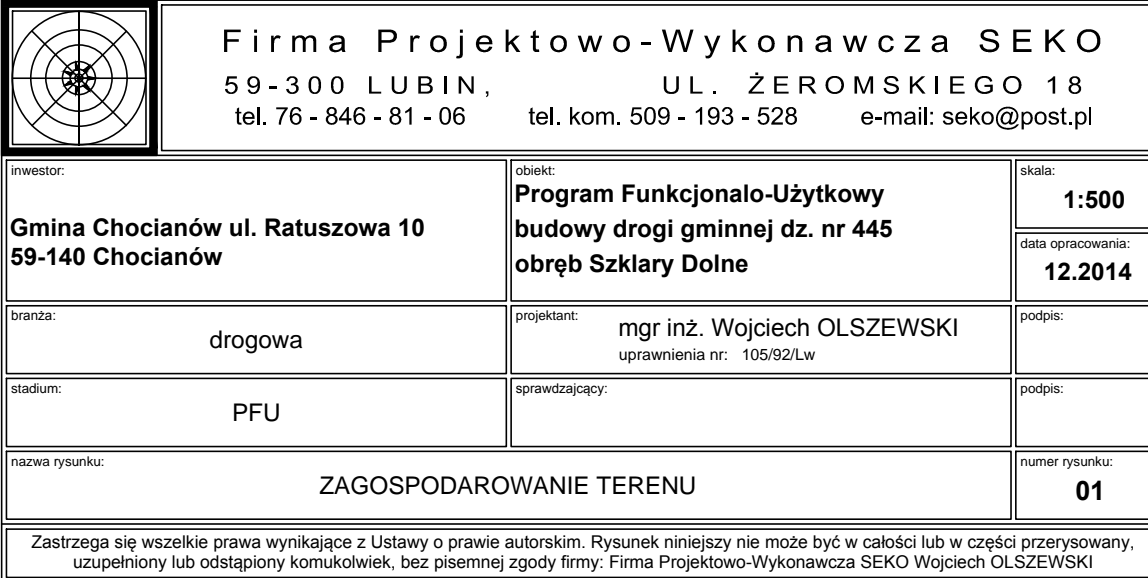 Firma Projektowo-Wykonawcza SEKO
59-300 LUBIN, UL. ŻEROMSKIEGO 18
tel. 76 - 846 - 81 - 06 tel. kom. 509 - 193 - 528 e-mail: seko@post.pl
inwestor:
Gmina Chocianów ul. Ratuszowa 10
59-140 Chocianów
obiekt:
Program Funkcjonalo-Użytkowy
budowy drogi gminnej dz. nr 445
obręb Szklary Dolne
skala:
1:500
data opracowania:
12.2014
branża:
drogowa
projektant:
mgr inż. Wojciech OLSZEWSKI
uprawnienia nr: 105/92/Lw
podpis:
stadium:
PFU
sprawdzajcący:
podpis:
nazwa rysunku:
ZAGOSPODAROWANIE TERENU
numer rysunku:
01
Zastrzega się wszelkie prawa wynikające z Ustawy o prawie autorskim. Rysunek niniejszy nie może być w całości lub w części przerysowany,
uzupełniony lub odstąpiony komukolwiek, bez pisemnej zgody firmy: Firma Projektowo-Wykonawcza SEKO Wojciech OLSZEWSKI